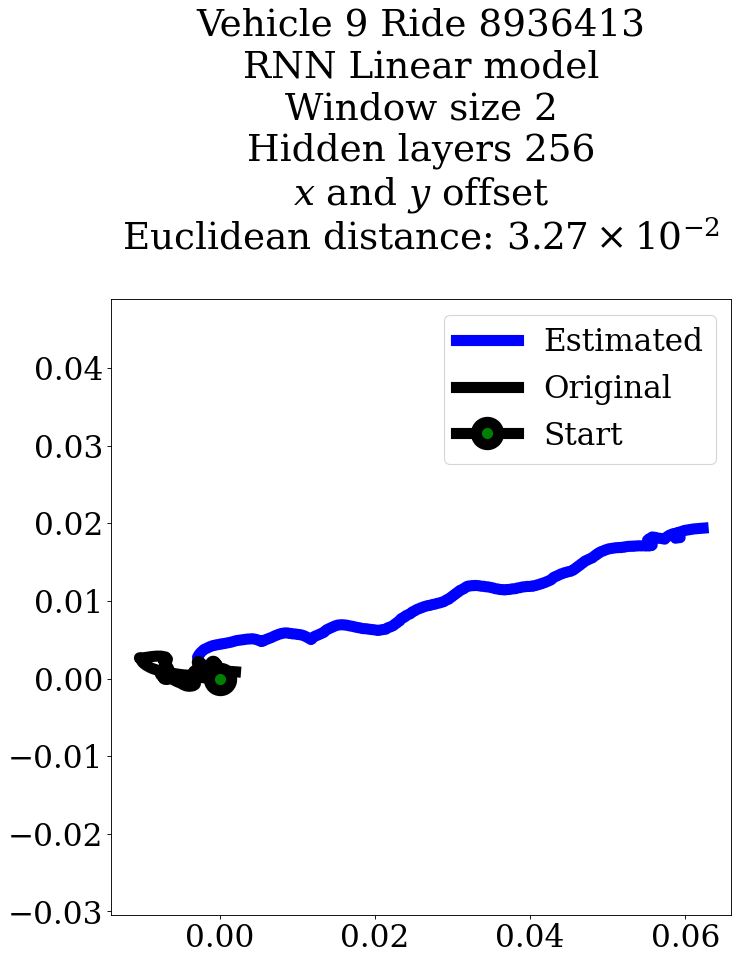 Vehicle 9 Ride 8936413
RNN Linear model
Window size 2
Hidden layers 256
x and y offset
Euclidean distance: 3.27 × 10⁻²
Estimated
Original
Start
0.04
0.03
0.02
0.01
0.00
−0.01
−0.02
−0.03
0.00 0.02 0.04 0.06